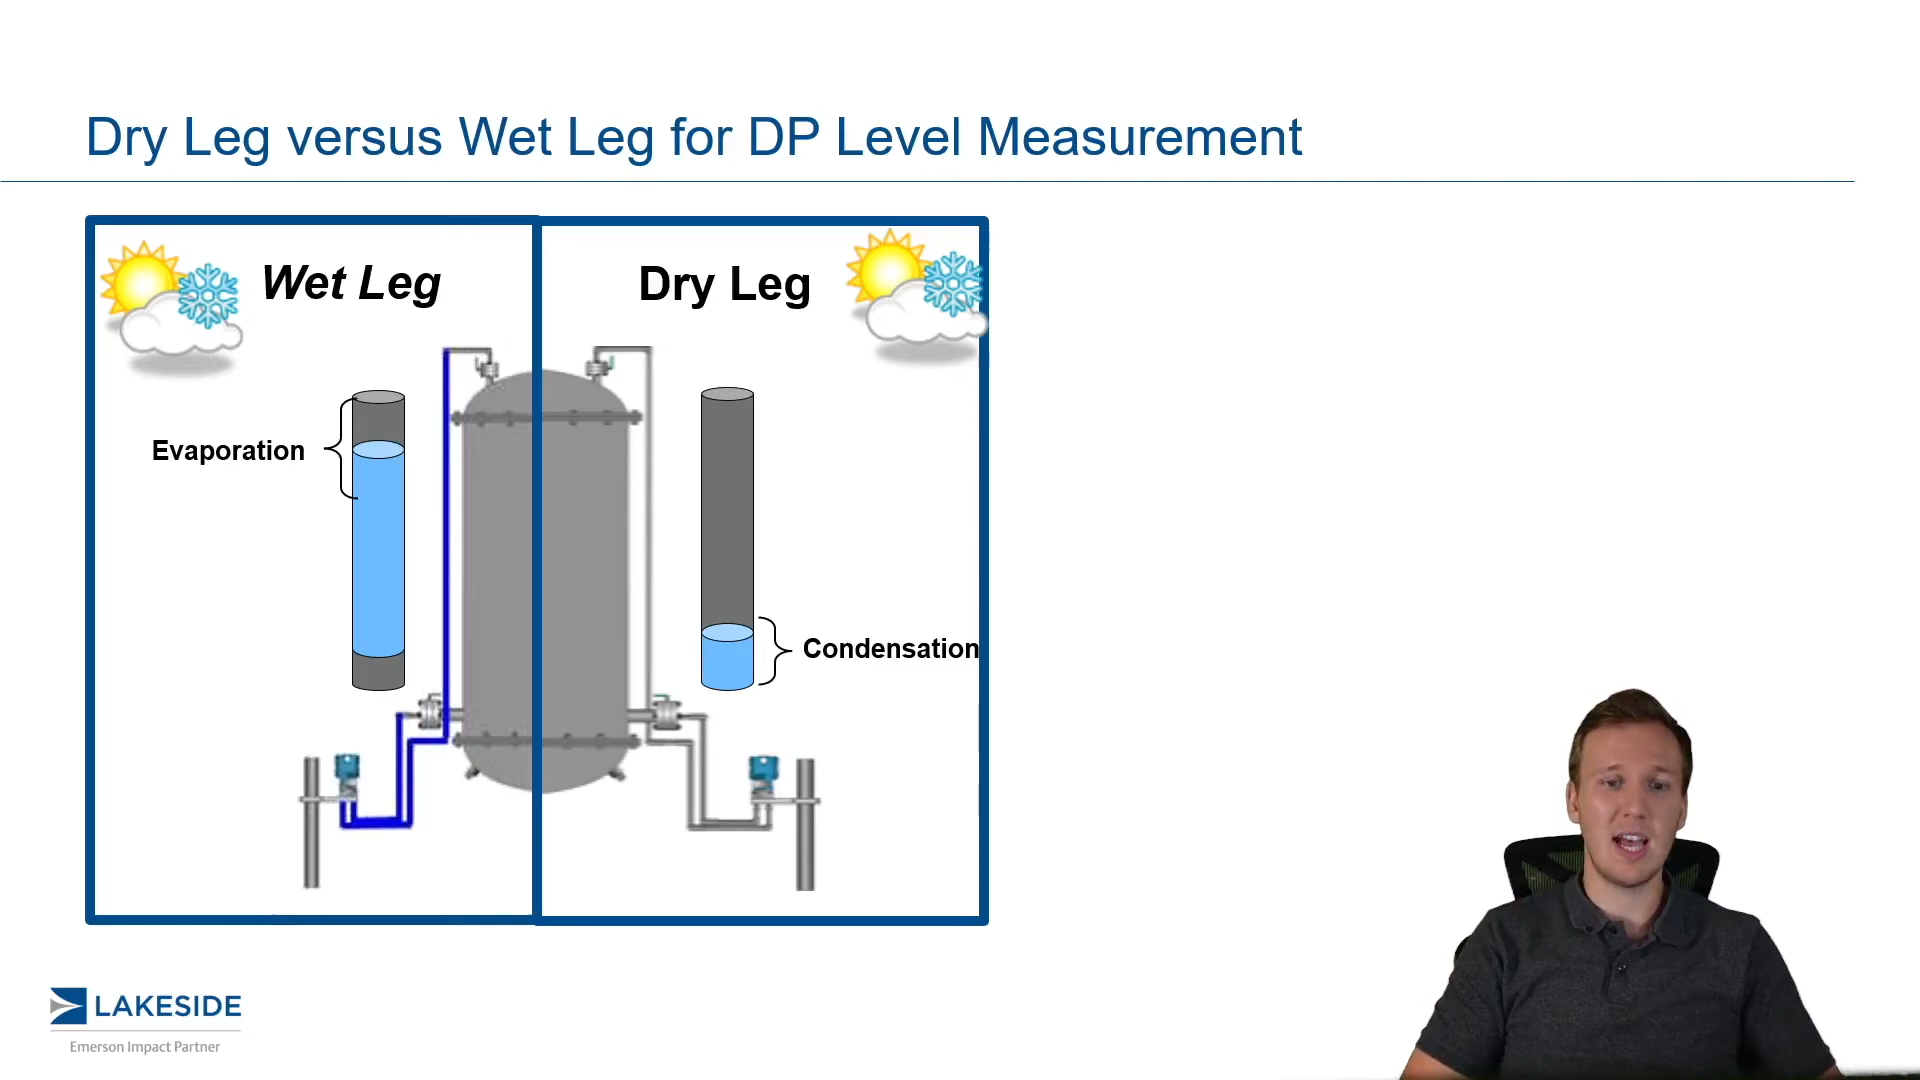 Dry Leg versus Wet Leg for DP Level Measurement
Wet Leg
Dry Leg
Evaporation
Condensation
LAKESIDE
Emerson Impact Partner